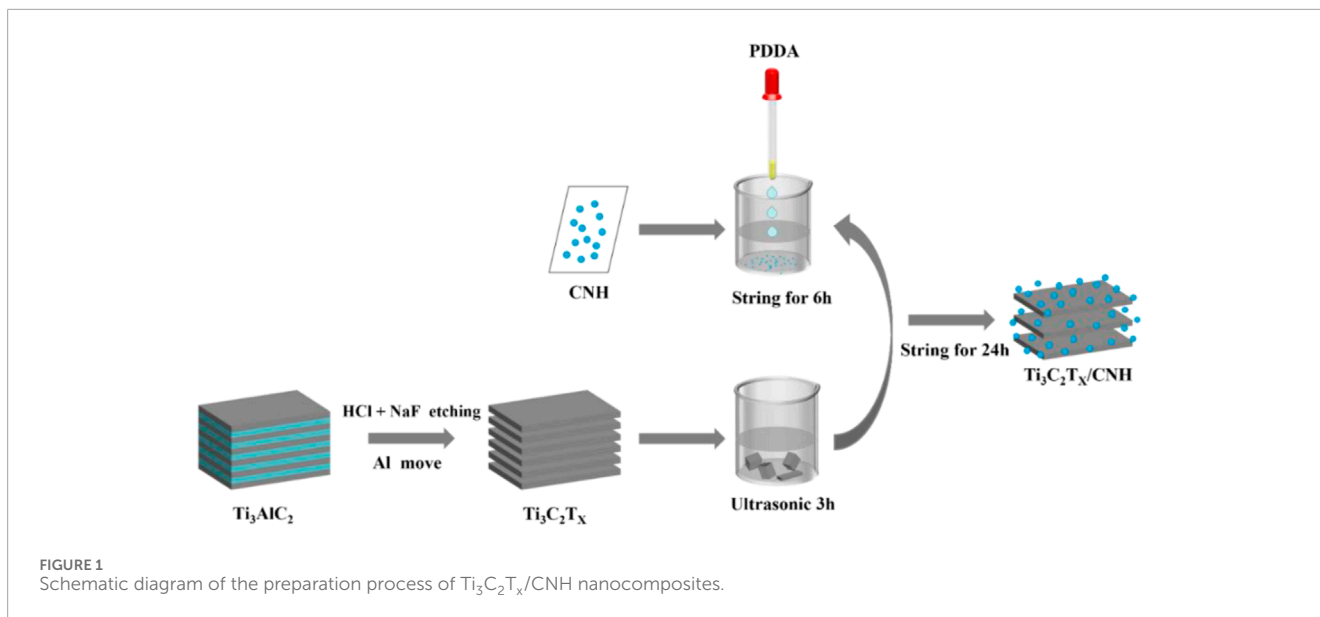 PDDA
CNH
String for 6h
String for 24h
Ti₃C₂Tₓ/CNH
HCl + NaF etching
Al move
Ti₃AlC₂
Ti₃C₂Tₓ
Ultrasonic 3h
FIGURE 1
Schematic diagram of the preparation process of Ti₃C₂Tₓ/CNH nanocomposites.